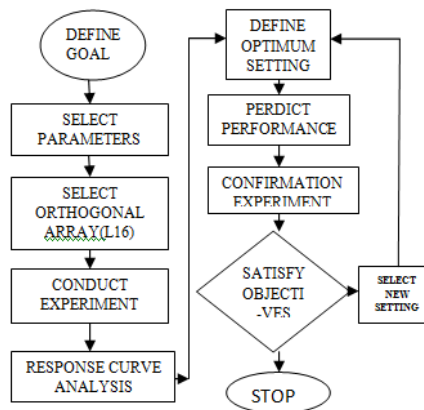 DEFINE
GOAL
SELECT
PARAMETERS
SELECT
ORTHOGONAL
ARRAY(L16)
CONDUCT
EXPERIMENT
RESPONSE CURVE
ANALYSIS
DEFINE
OPTIMUM
SETTING
PERDICT
PERFORMANCE
CONFIRMATION
EXPERIMENT
SATISFY
OBJECTI
-VES
SELECT
NEW
SETTING
STOP